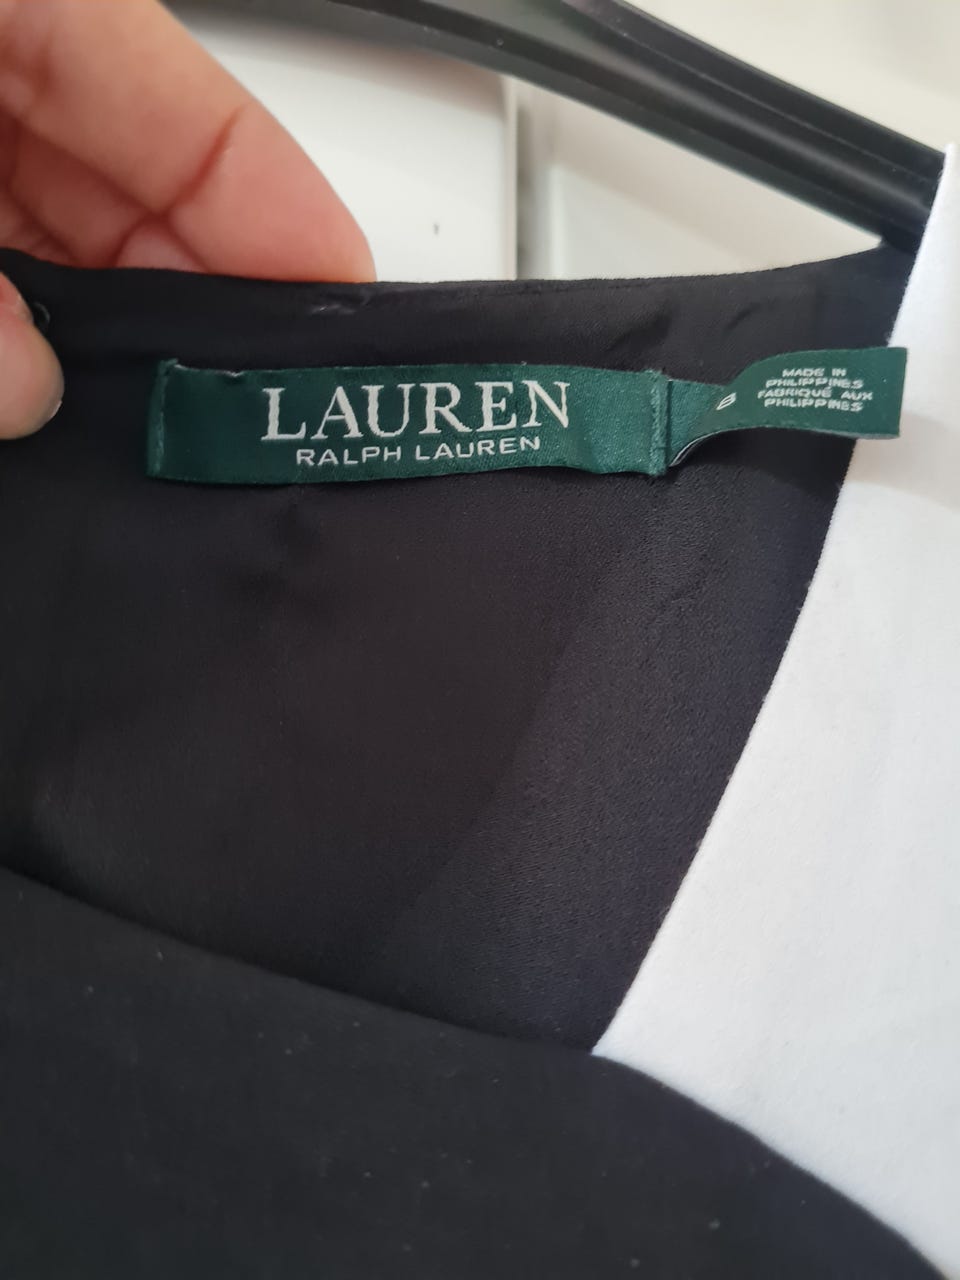 LAUREN
RALPH LAUREN
8
MADE IN
PHILIPPINES
FABRIQUÉ AUX
PHILIPPINES